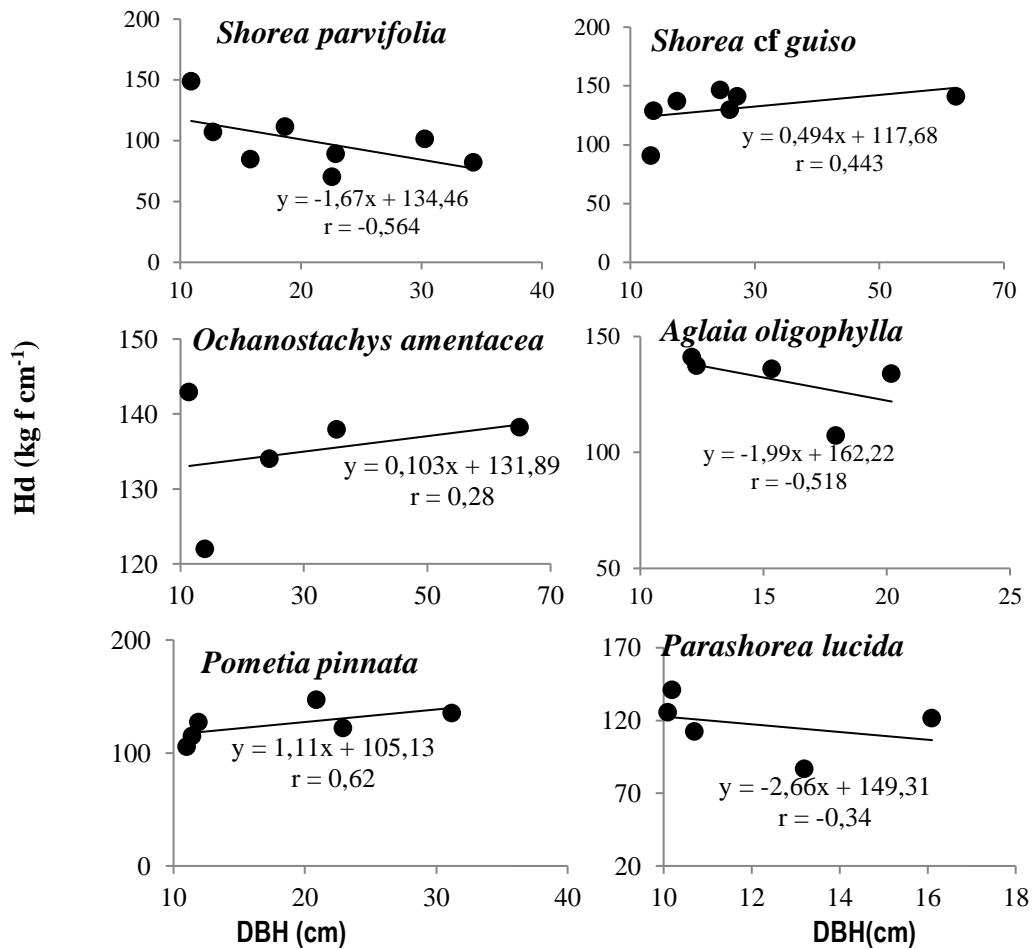 Hd (kg f cm⁻¹)
Shorea parvifolia
200
150
100
50
0
y = -1,67x + 134,46
r = -0,564
10 20 30 40
Shorea cf guiso
200
150
100
50
0
y = 0,494x + 117,68
r = 0,443
10 30 50 70
Ochanostachys amentacea
150
140
130
120
y = 0,103x + 131,89
r = 0,28
10 30 50 70
Aglaia oligophylla
150
100
50
y = -1,99x + 162,22
r = -0,518
10 15 20 25
Pometia pinnata
200
100
0
y = 1,11x + 105,13
r = 0,62
10 20 30 40
DBH (cm)
Parashorea lucida
170
120
70
20
y = -2,66x + 149,31
r = -0,34
10 12 14 16 18
DBH(cm)